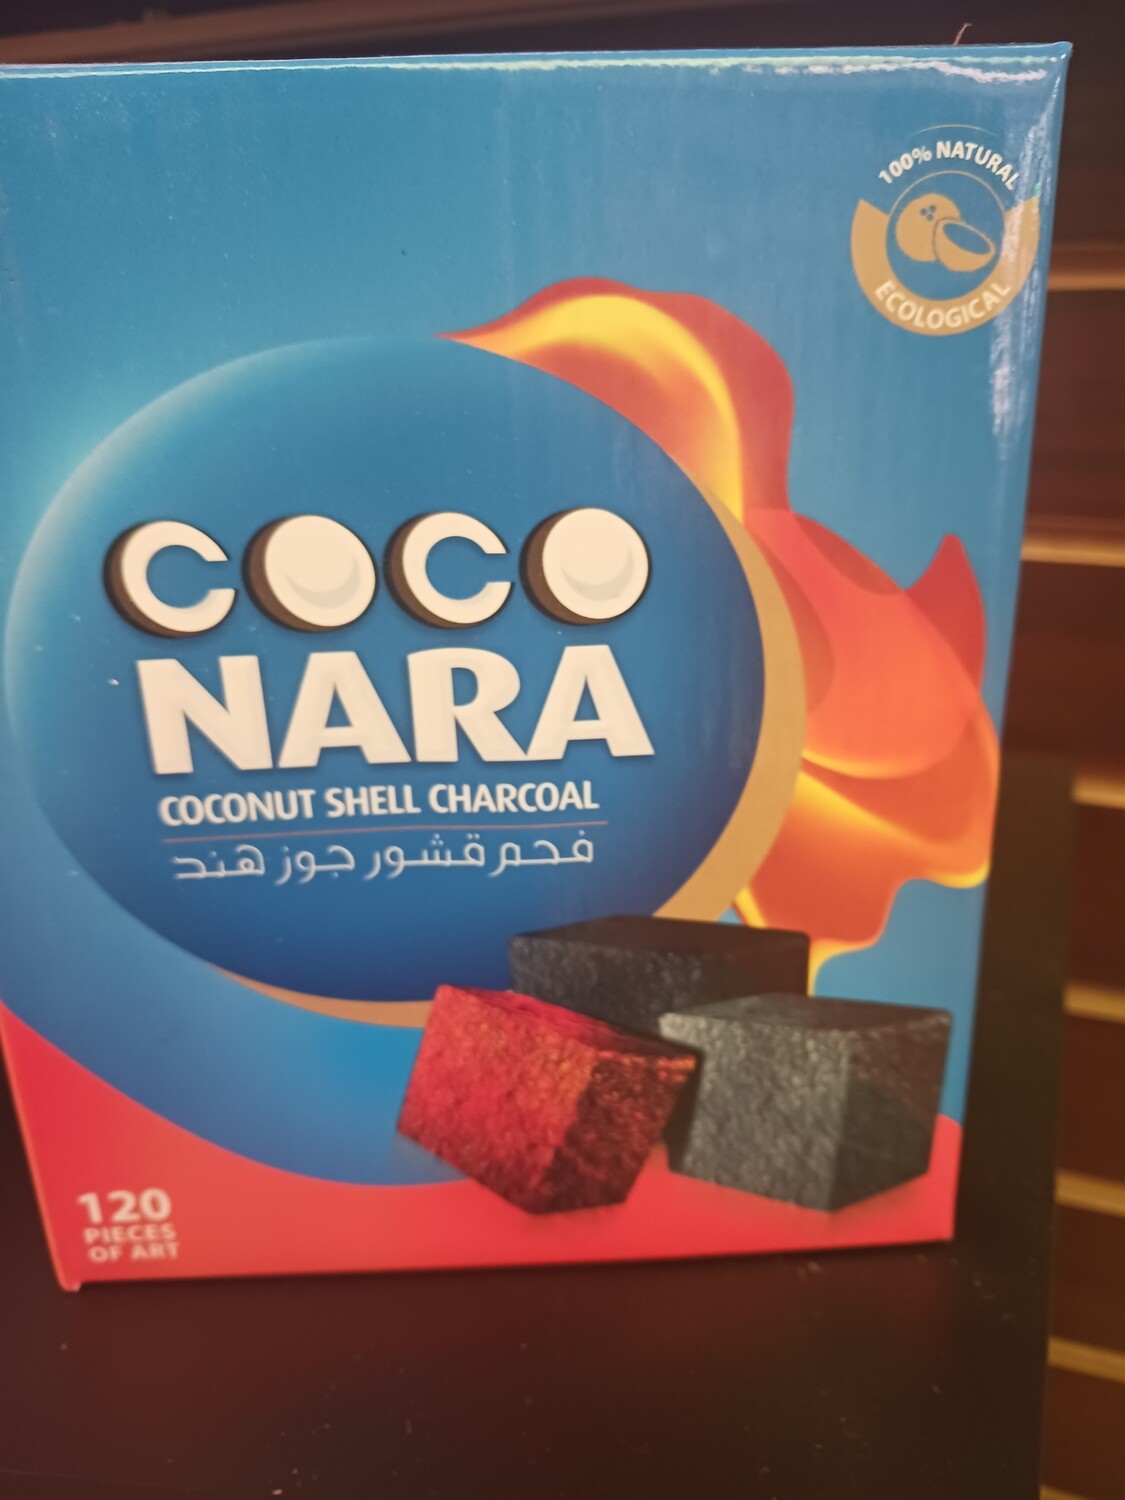 100% NATURAL
ECOLOGICAL
COCO
NARA
COCONUT SHELL CHARCOAL
فحم قشور جوز هند
120
PIECES
OF ART